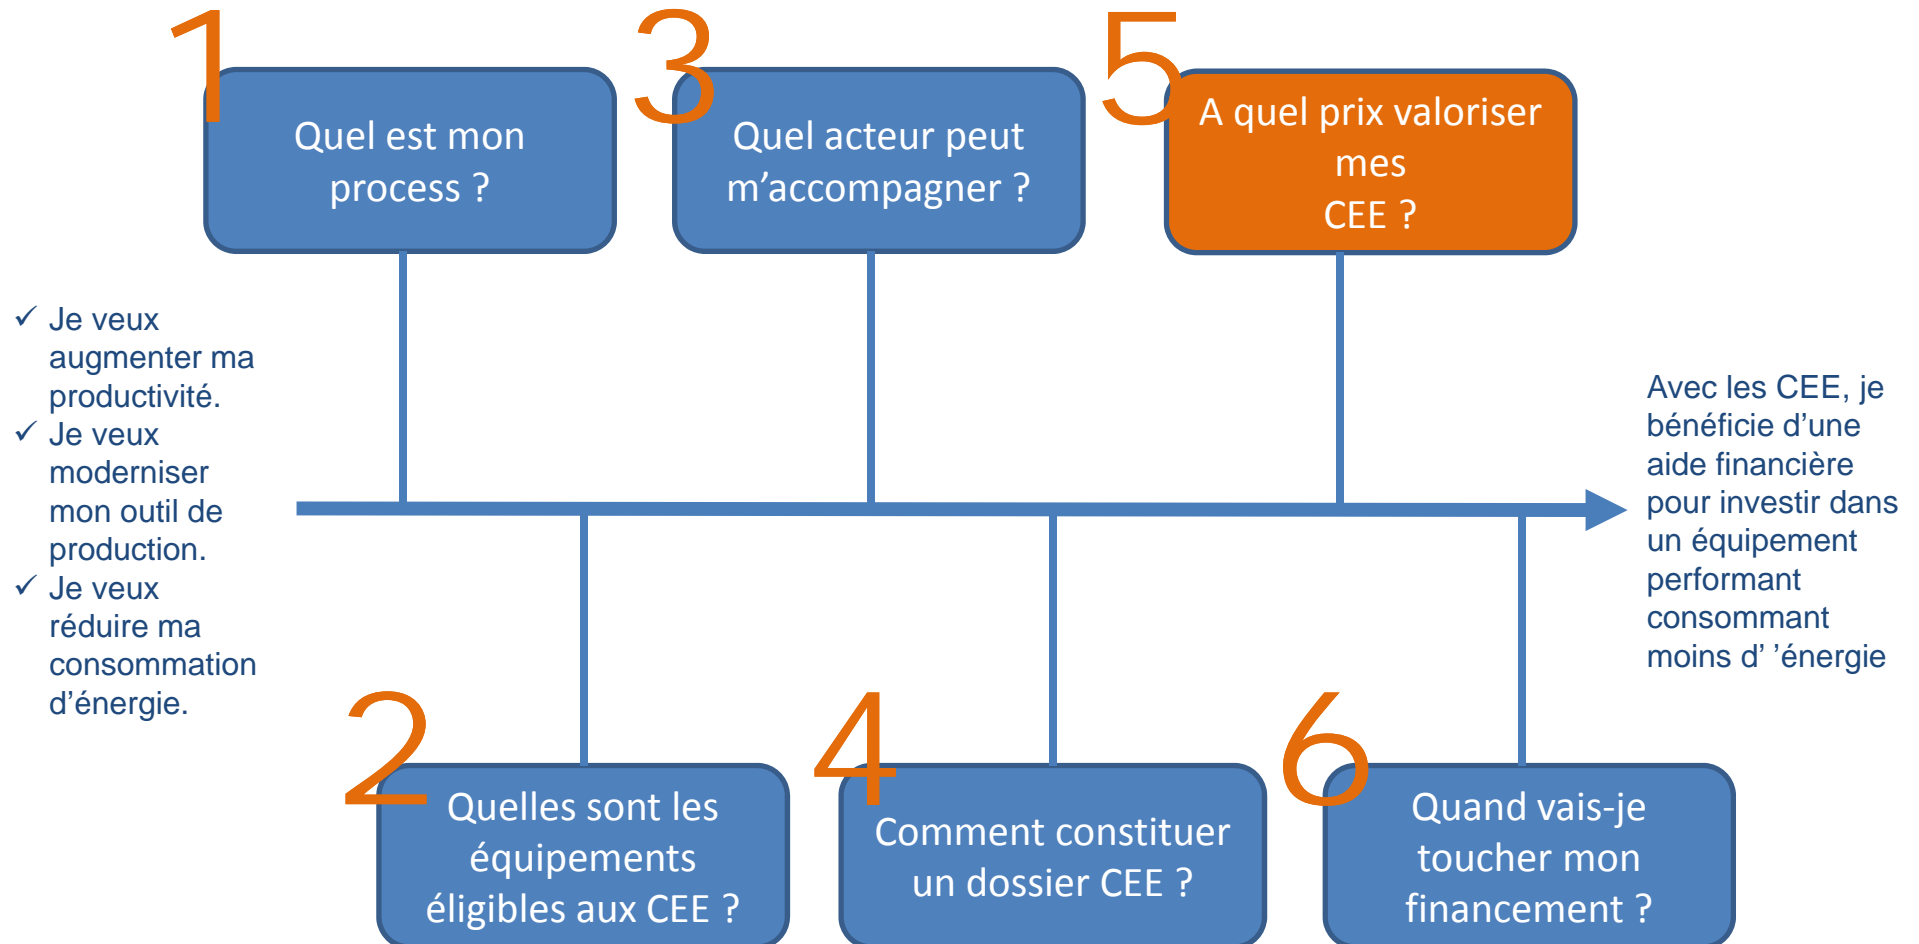 1
Quel est mon
process ?
3
Quel acteur peut
m’accompagner ?
5
A quel prix valoriser
mes
CEE ?
✓ Je veux
augmenter ma
productivité.
✓ Je veux
moderniser
mon outil de
production.
✓ Je veux
réduire ma
consommation
d’énergie.
Avec les CEE, je
bénéficie d’une
aide financière
pour investir dans
un équipement
performant
consommant
moins d’ ’énergie
2
Quelles sont les
équipements
éligibles aux CEE ?
4
Comment constituer
un dossier CEE ?
6
Quand vais-je
toucher mon
financement ?